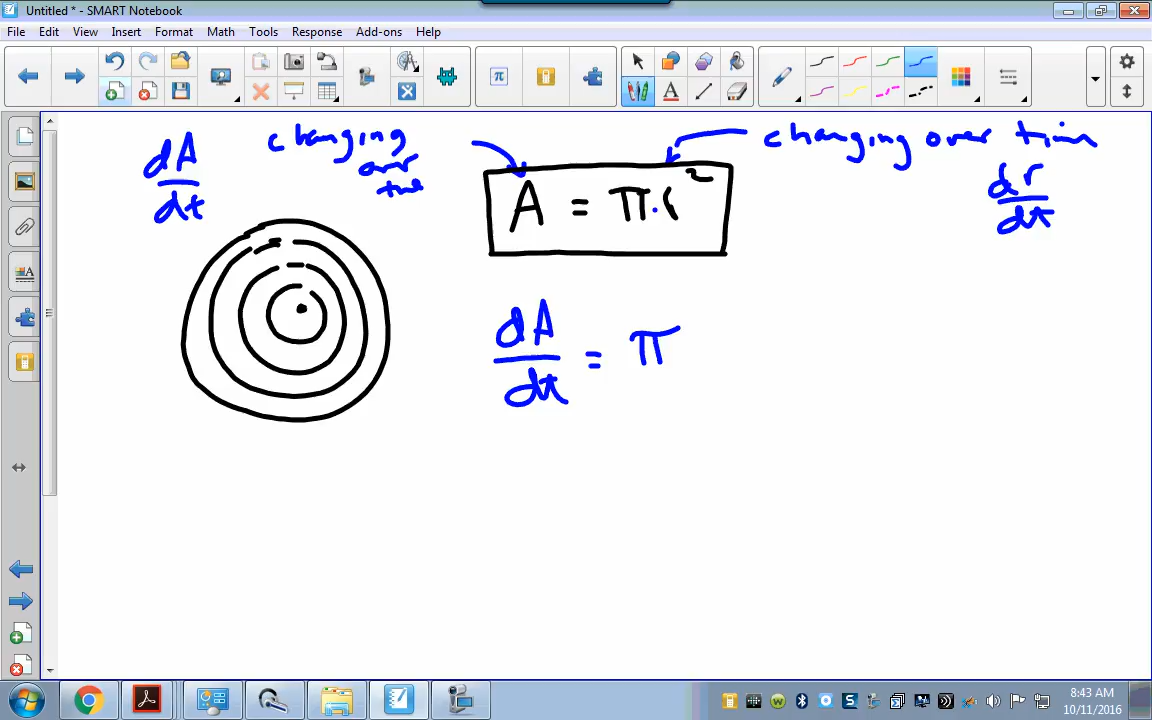 Untitled * - SMART Notebook
File Edit View Insert Format Math Tools Response Add-ons Help
π
A
dA
dt
changing
over
changing over time
dr
dt
A = π·r²
dA
dt
= π
8:43 AM
10/11/2016